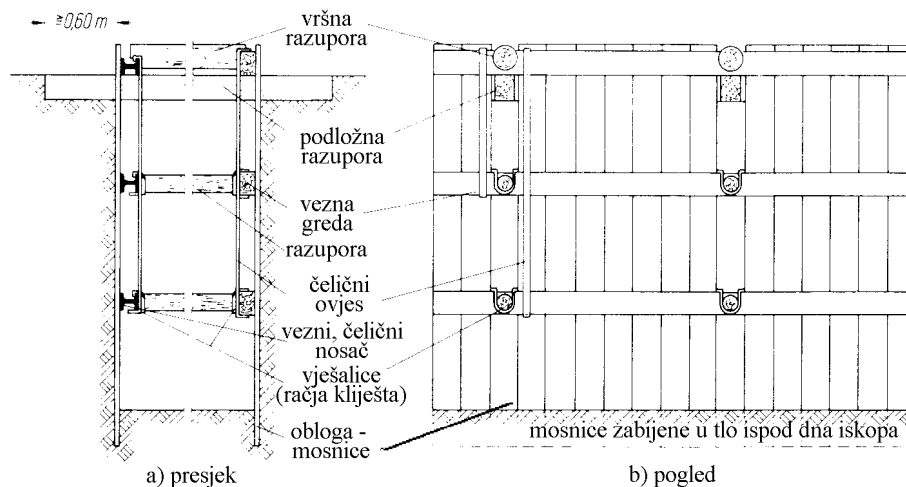 ≧0,60 m
vršna
razupora
podložna
razupora
vezna
greda
razupora
čelični
ovjes
vezni, čelični
nosač
vješalice
(račja kliješta)
obloga -
mosnice
mosnice zabijene u tlo ispod dna iskopa
a) presjek
b) pogled